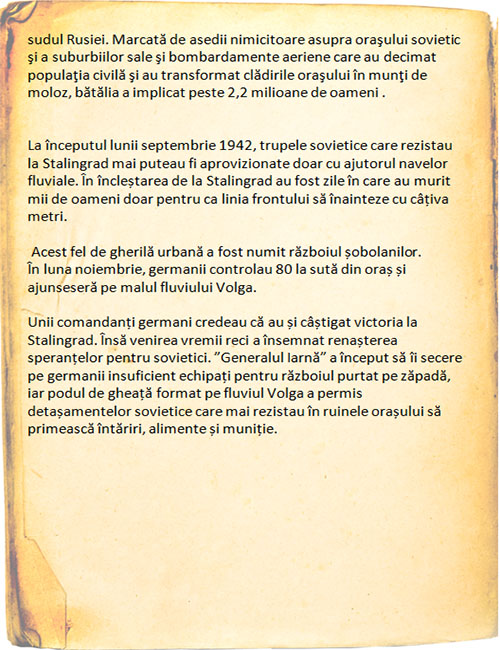 sudul Rusiei. Marcată de asedii nimicitoare asupra oraşului sovietic
şi a suburbiilor sale şi bombardamente aeriene care au decimat
populaţia civilă şi au transformat clădirile oraşului în munţi de
moloz, bătălia a implicat peste 2,2 milioane de oameni .
La începutul lunii septembrie 1942, trupele sovietice care rezistau
la Stalingrad mai puteau fi aprovizionate doar cu ajutorul navelor
fluviale. În încleștarea de la Stalingrad au fost zile în care au murit
mii de oameni doar pentru ca linia frontului să înainteze cu câțiva
metri.
Acest fel de gherilă urbană a fost numit războiul șobolanilor.
În luna noiembrie, germanii controlau 80 la sută din oraș și
ajunseseră pe malul fluviului Volga.
Unii comandanți germani credeau că au și câștigat victoria la
Stalingrad. Însă venirea vremii reci a însemnat renașterea
speranțelor pentru sovietici. ”Generalul Iarnă” a început să îi secere
pe germanii insuficient echipați pentru războiul purtat pe zăpadă,
iar podul de gheață format pe fluviul Volga a permis
detașamentelor sovietice care mai rezistau în ruinele orașului să
primească întăriri, alimente și muniție.